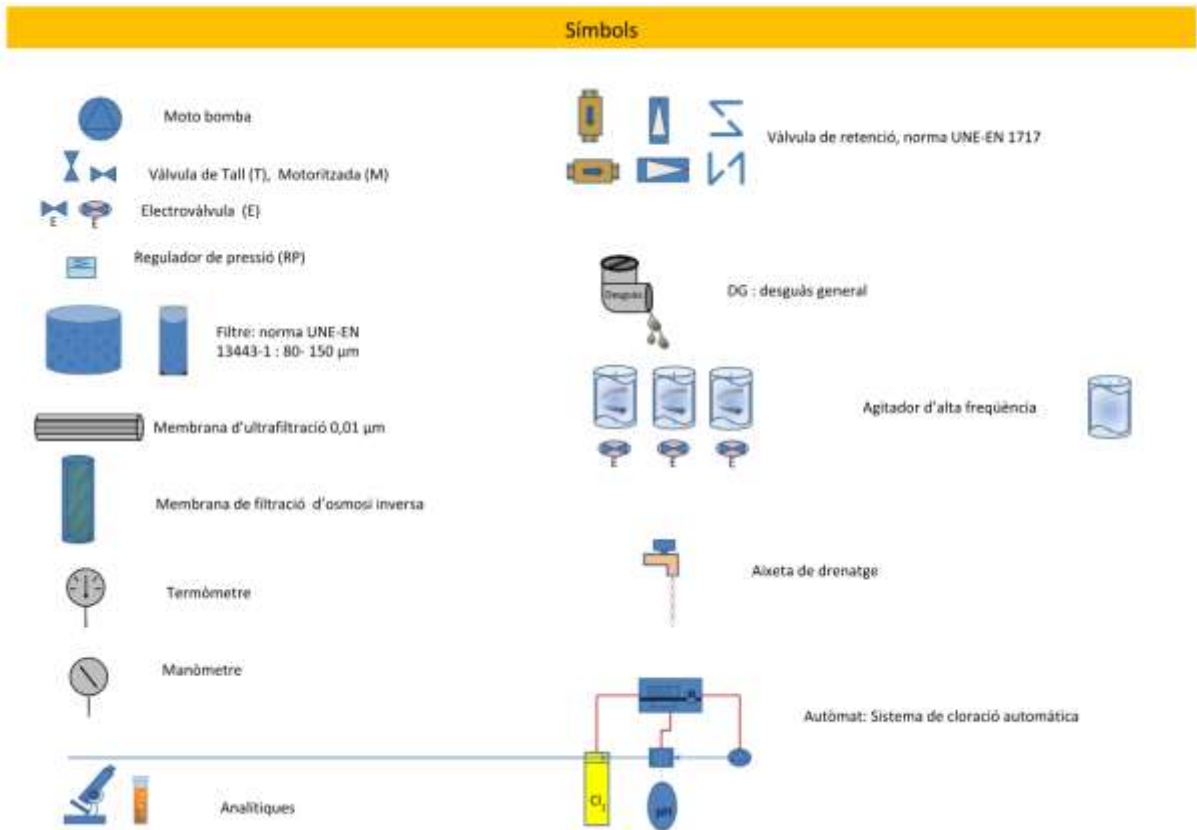 Símbols
Moto bomba
Vàlvula de Tall (T), Motoritzada (M)
E
E
Electrovàlvula (E)
Regulador de pressió (RP)
Filtre: norma UNE-EN
13443-1 : 80- 150 µm
Membrana d'ultrafiltració 0,01 µm
Membrana de filtració d'osmosi inversa
Termòmetre
Manòmetre
Analítiques
Vàlvula de retenció, norma UNE-EN 1717
Desguàs
DG : desguàs general
Agitador d'alta freqüència
E
E
E
Aixeta de drenatge
Autòmat: Sistema de cloració automàtica
Cl2
pH